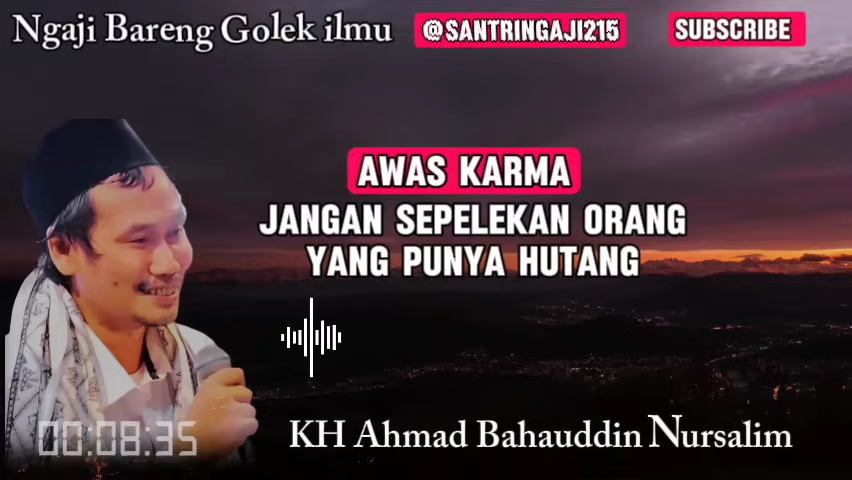 Ngaji Bareng Golek ilmu @SANTRINGAJI215 SUBSCRIBE
AWAS KARMA
JANGAN SEPELEKAN ORANG
YANG PUNYA HUTANG
KH Ahmad Bahauddin Nursalim
00:08:35